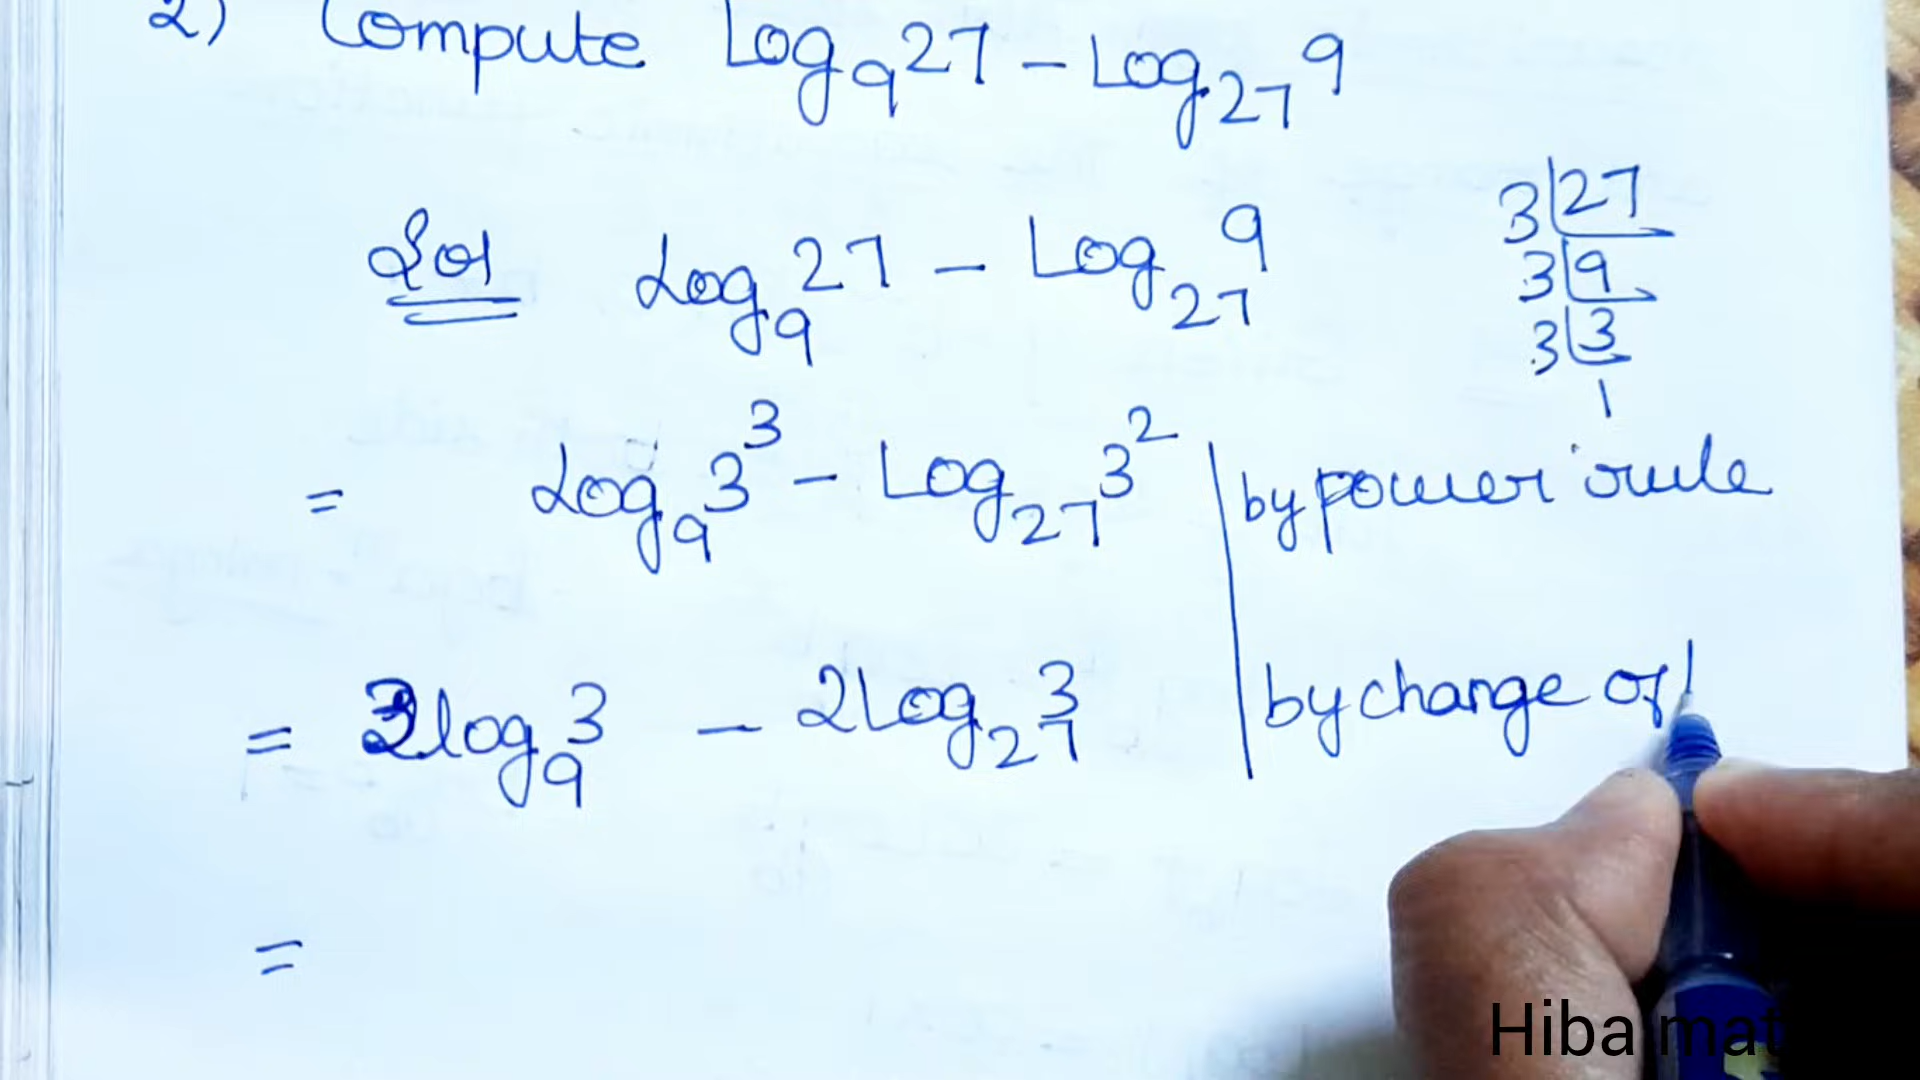 2) Compute Log₉27 - Log₂₇9
Sol Log₉27 - Log₂₇9
3|27
3|9
3|3
1
= Log₉3³ - Log₂₇3² | by power rule
= 3log₉3 - 2Log₂₇3 | by change of
=
Hiba mat